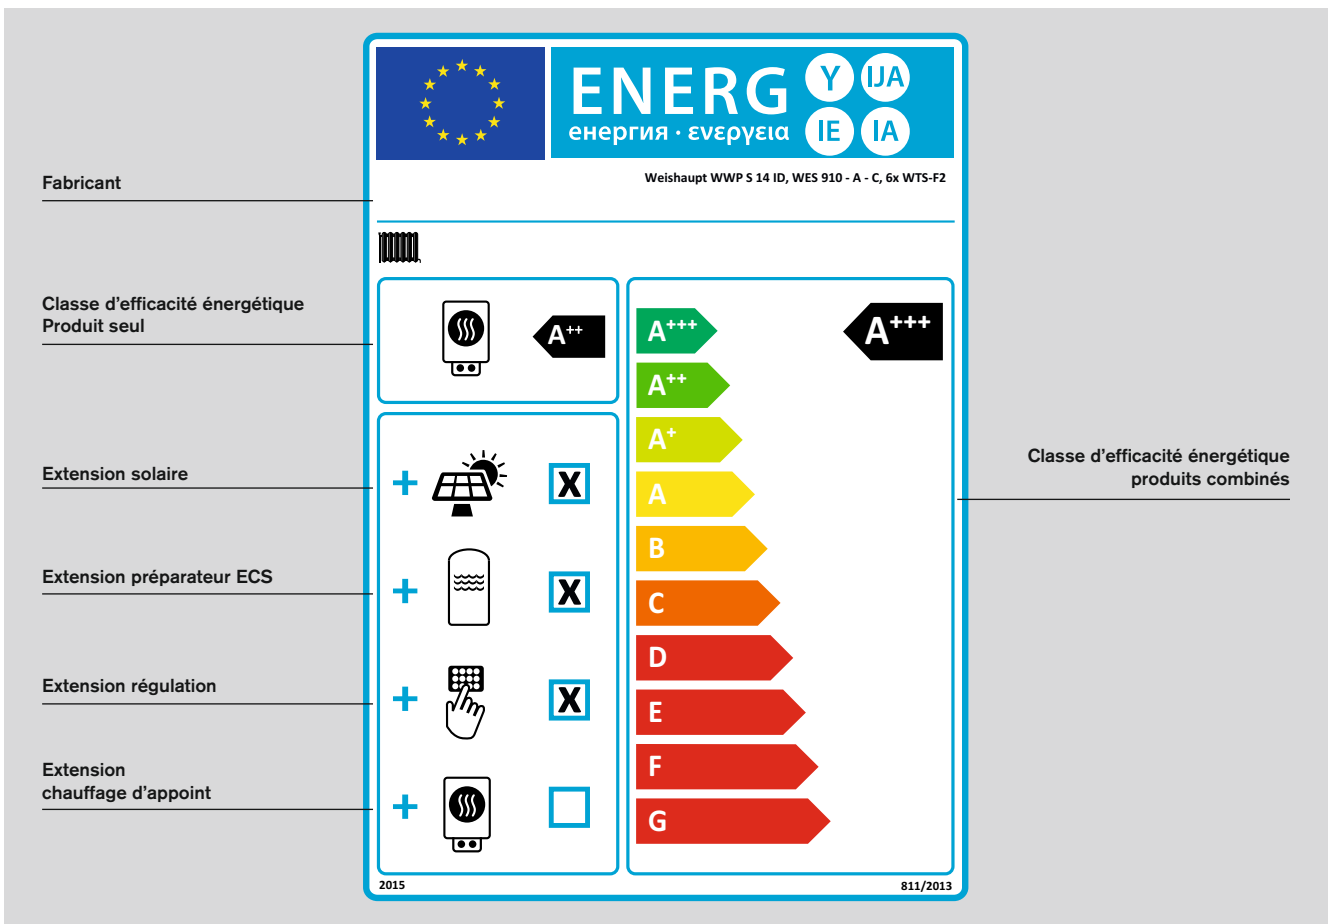 ENERG
Y
IJA
енергия · ενεργεια
IE
IA
Fabricant
Weishaupt WWP S 14 ID, WES 910 - A - C, 6x WTS-F2
Classe d'efficacité énergétique
Produit seul
A++
A+++
A+++
A++
A+
A
B
C
D
E
F
G
Extension solaire
+
X
Extension préparateur ECS
+
X
Extension régulation
+
X
Extension
chauffage d'appoint
+
Classe d'efficacité énergétique
produits combinés
2015
811/2013